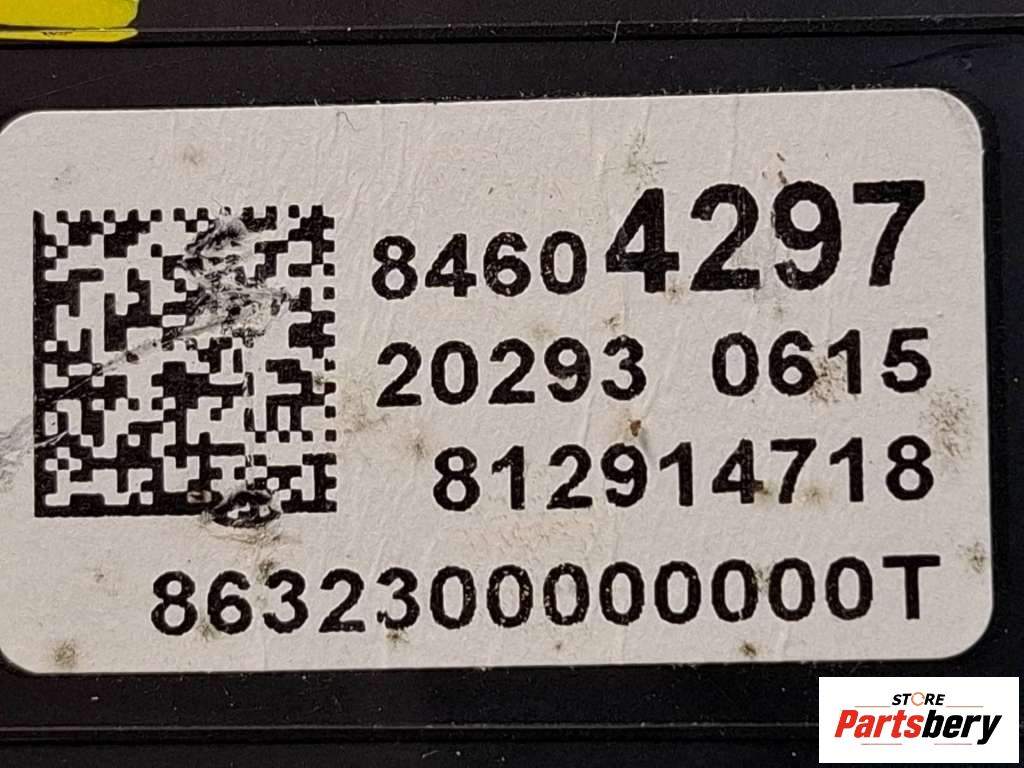 84604297
20293 0615
812914718
8632300000000T
STORE
Partsbery